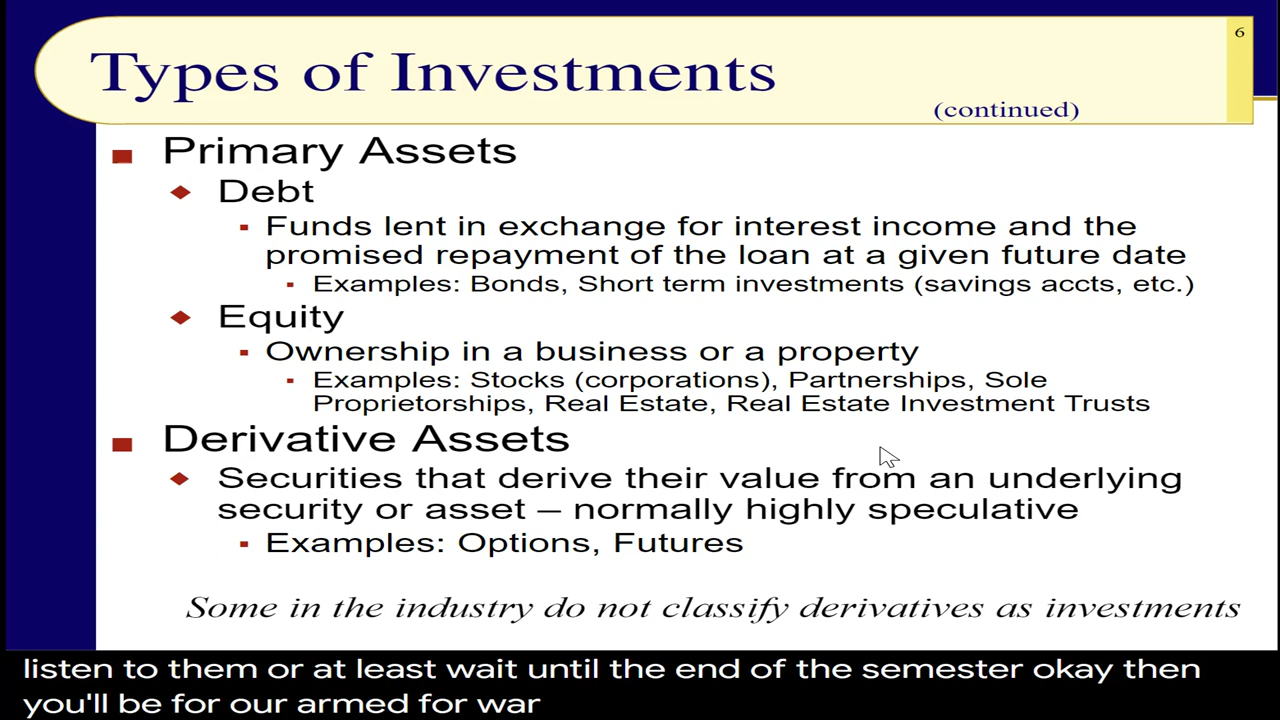 6
Types of Investments
(continued)
Primary Assets
Debt
Funds lent in exchange for interest income and the
promised repayment of the loan at a given future date
Examples: Bonds, Short term investments (savings accts, etc.)
Equity
Ownership in a business or a property
Examples: Stocks (corporations), Partnerships, Sole
Proprietorships, Real Estate, Real Estate Investment Trusts
Derivative Assets
Securities that derive their value from an underlying
security or asset – normally highly speculative
Examples: Options, Futures
Some in the industry do not classify derivatives as investments
listen to them or at least wait until the end of the semester okay then
you'll be for our armed for war